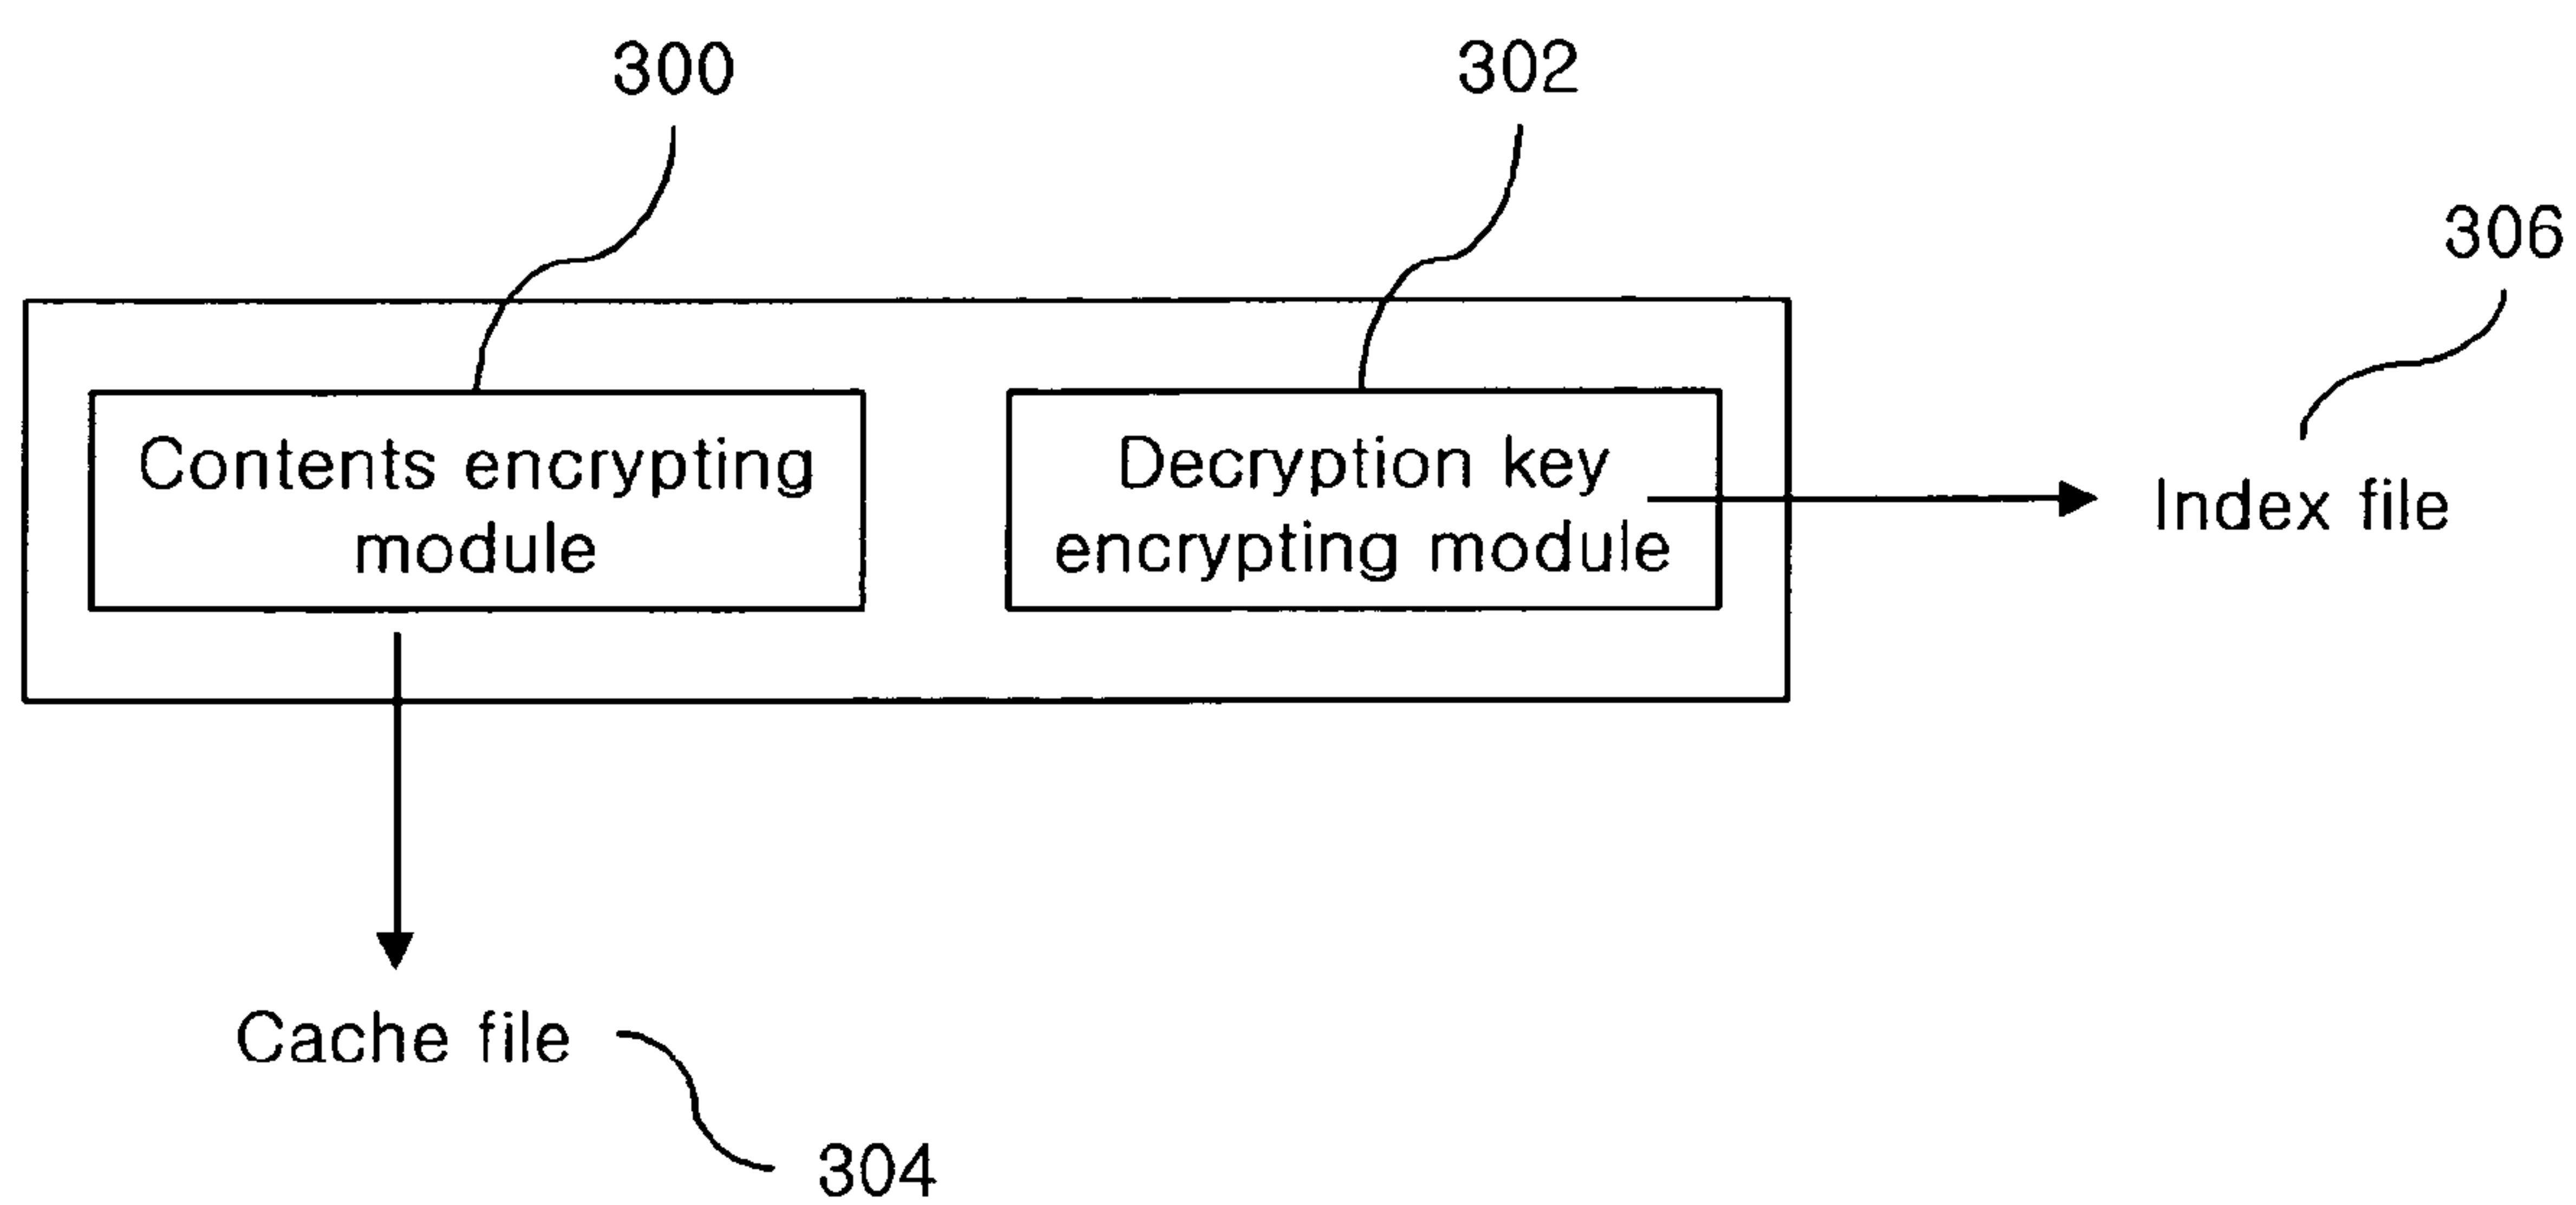 300
302
306
Contents encrypting
module
Decryption key
encrypting module
Index file
Cache file
304